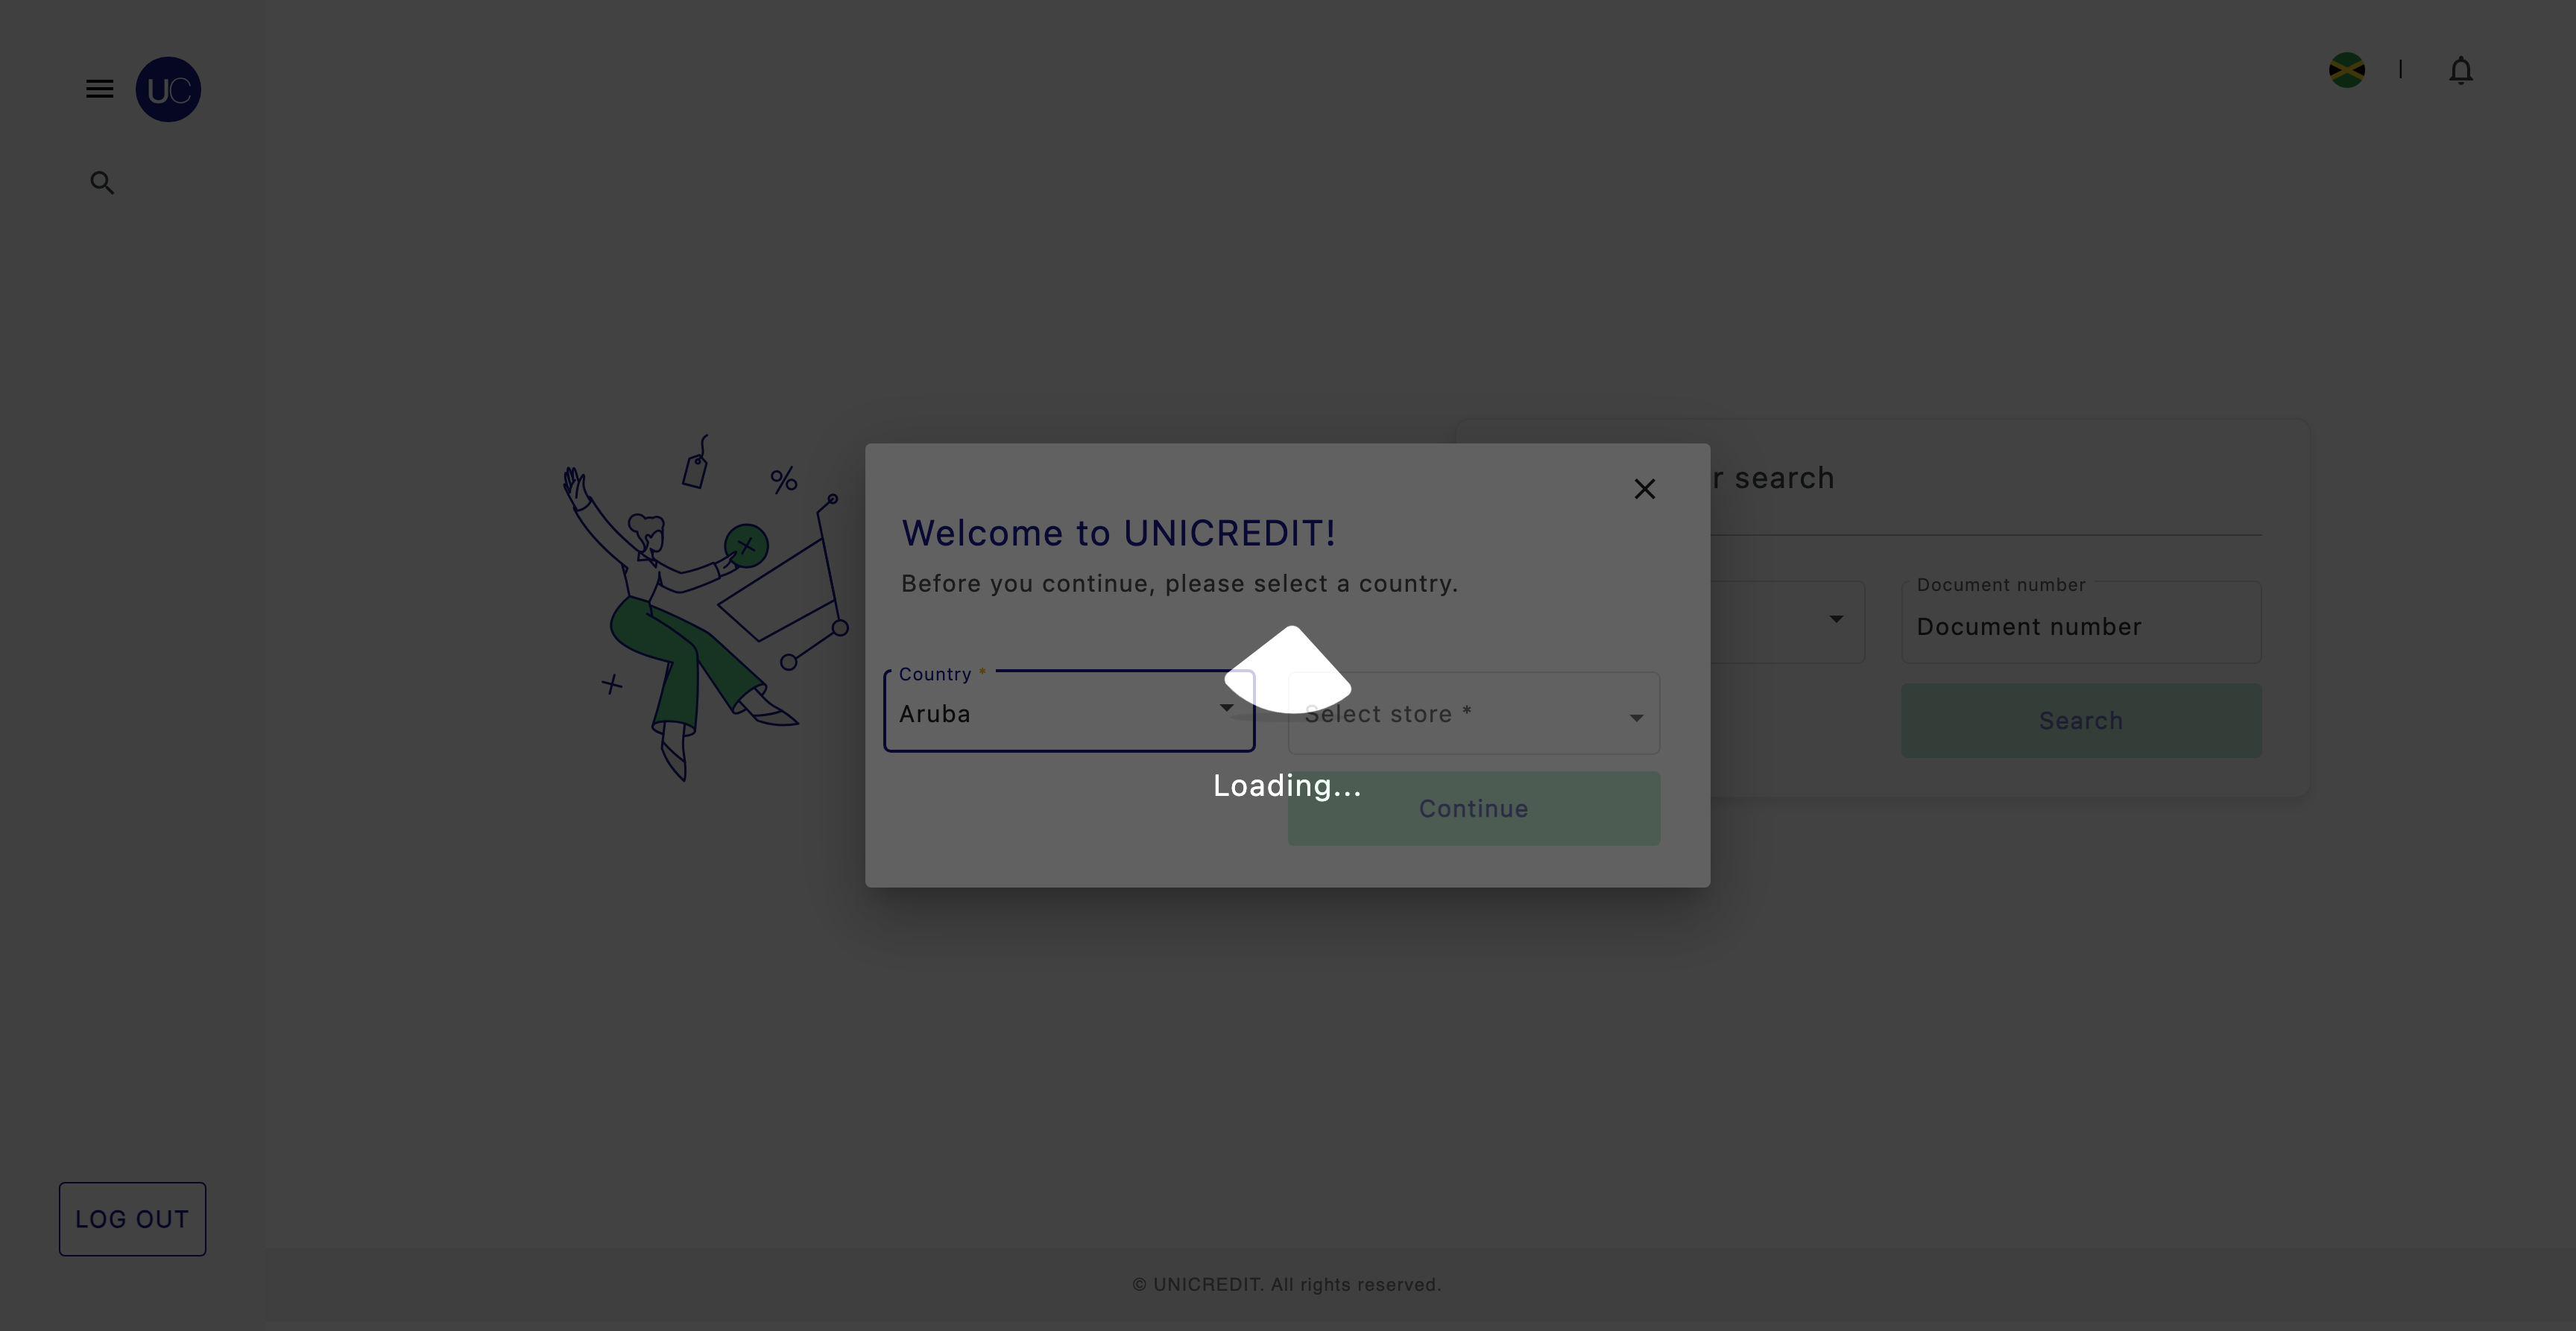 UC
r search
Welcome to UNICREDIT!
Before you continue, please select a country.
Document number
Document number
Country *
Aruba
Select store *
Search
Loading...
Continue
LOG OUT
© UNICREDIT. All rights reserved.